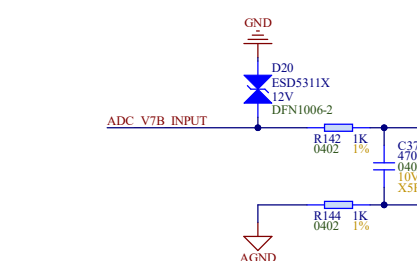 GND
D20
ESD5311X
12V
DFN1006-2
ADC_V7B_INPUT
R142 1K
0402 1%
C37
470
040
10V
X5R
R144 1K
0402 1%
AGND